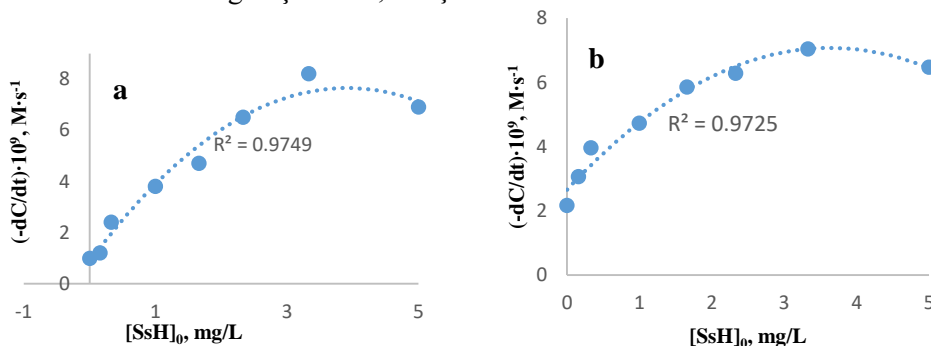 a
(-dC/dt)·10⁹, M·s⁻¹
8
6
4
2
0
R² = 0.9749
-1 1 3 5
[SsH]₀, mg/L
b
(-dC/dt)·10⁹, M·s⁻¹
8
6
4
2
0
R² = 0.9725
0 1 2 3 4 5
[SsH]₀, mg/L